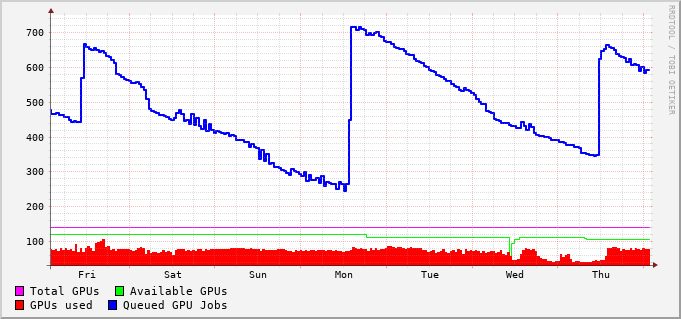 700
600
500
400
300
200
100
Fri Sat Sun Mon Tue Wed Thu
Total GPUs Available GPUs
GPUs used Queued GPU Jobs
RRDTOOL / TOBI OETIKER